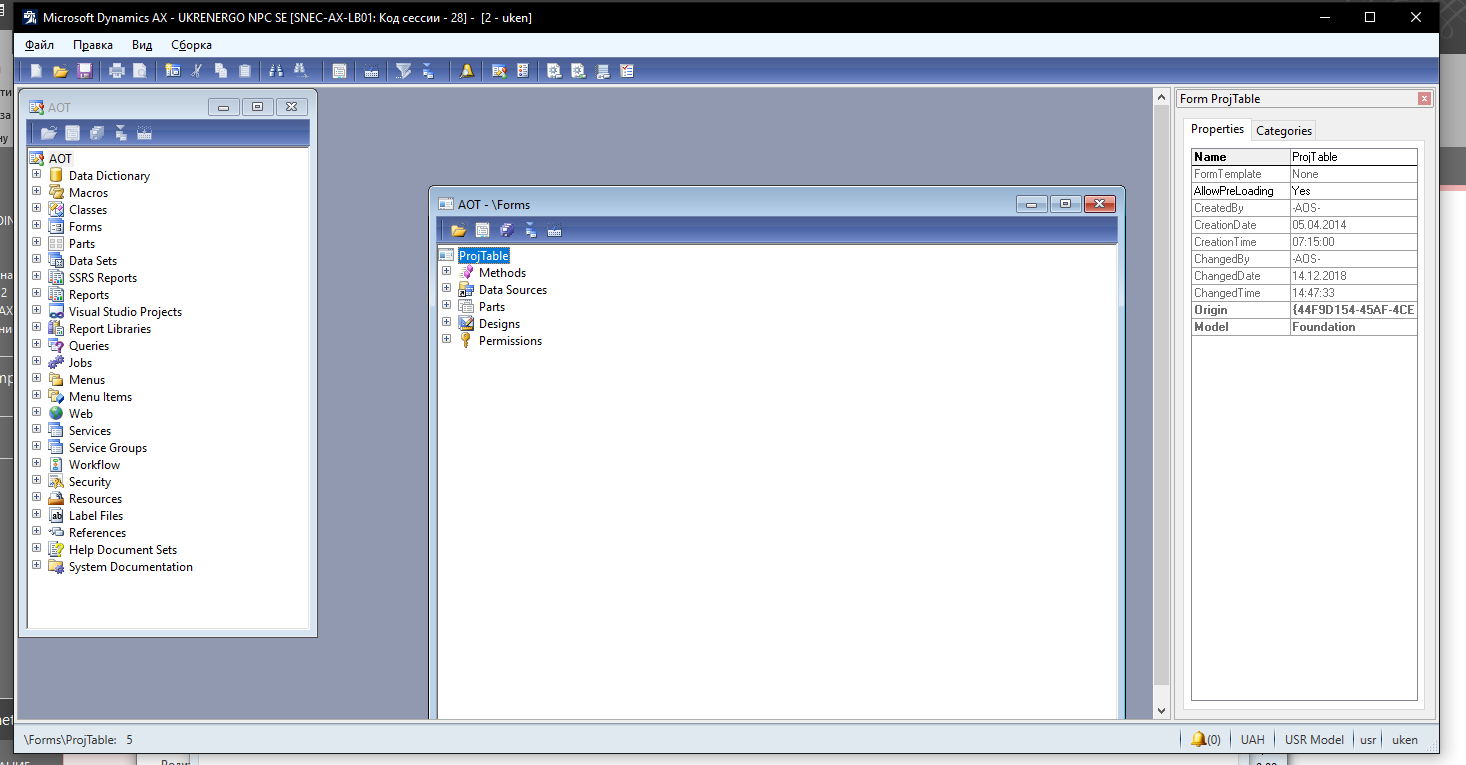 Microsoft Dynamics AX - UKRENERGO NPC SE [SNEC-AX-LB01: Код сессии - 28] - [2 - uken]
Файл Правка Вид Сборка
AOT
AOT
Data Dictionary
Macros
Classes
Forms
Parts
Data Sets
SSRS Reports
Reports
Visual Studio Projects
Report Libraries
Queries
Jobs
Menus
Menu Items
Web
Services
Service Groups
Workflow
Security
Resources
Label Files
References
Help Document Sets
System Documentation
AOT - \Forms
ProjTable
Methods
Data Sources
Parts
Designs
Permissions
Form ProjTable
Properties Categories
Name ProjTable
FormTemplate None
AllowPreLoading Yes
CreatedBy -AOS-
CreationDate 05.04.2014
CreationTime 07:15:00
ChangedBy -AOS-
ChangedDate 14.12.2018
ChangedTime 14:47:33
Origin {44F9D154-45AF-4CE
Model Foundation
\Forms\ProjTable: 5
(0) UAH USR Model usr uken